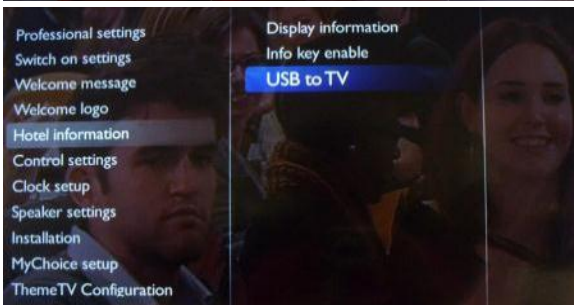 Professional settings
Switch on settings
Welcome message
Welcome logo
Hotel information
Control settings
Clock setup
Speaker settings
Installation
MyChoice setup
ThemeTV Configuration
Display information
Info key enable
USB to TV